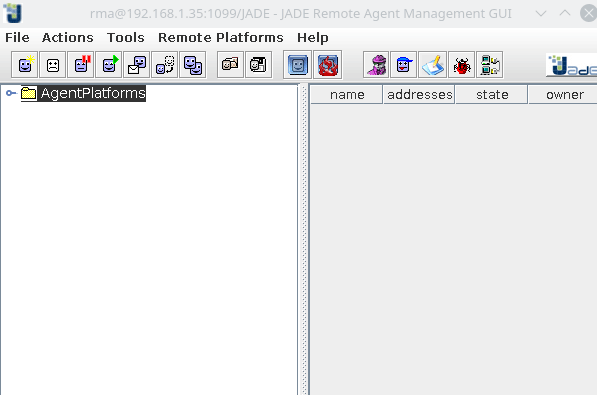 rma@192.168.1.35:1099/JADE - JADE Remote Agent Management GUI
File Actions Tools Remote Platforms Help
Jade
AgentPlatforms
name addresses state owner